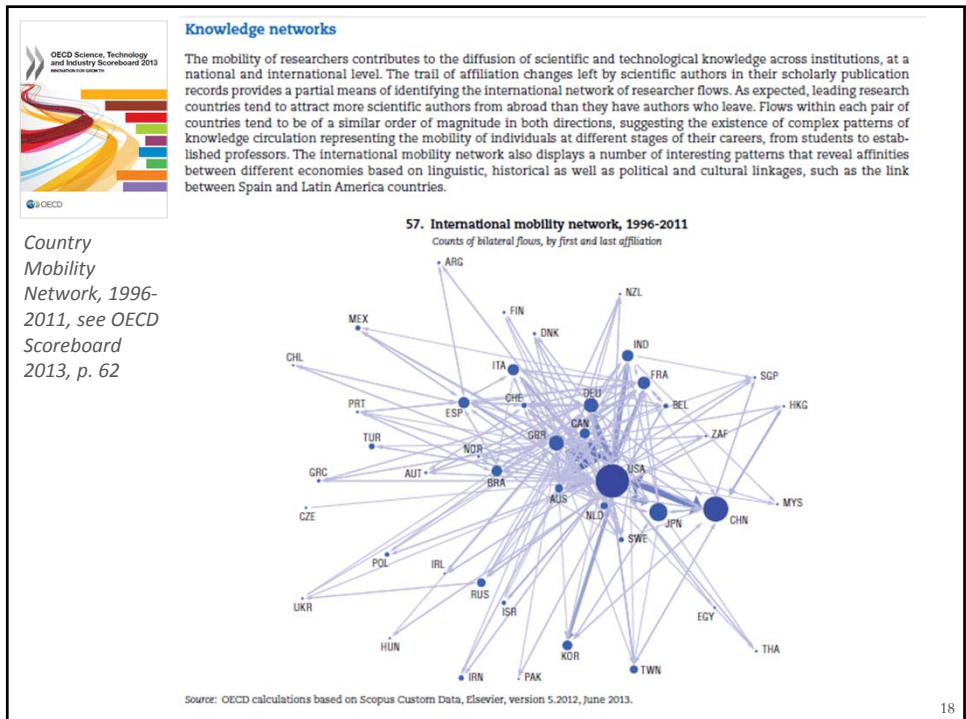 OECD Science, Technology
and Industry Scoreboard 2013
INNOVATION FOR GROWTH
OECD
Country
Mobility
Network, 1996-
2011, see OECD
Scoreboard
2013, p. 62
Knowledge networks
The mobility of researchers contributes to the diffusion of scientific and technological knowledge across institutions, at a
national and international level. The trail of affiliation changes left by scientific authors in their scholarly publication
records provides a partial means of identifying the international network of researcher flows. As expected, leading research
countries tend to attract more scientific authors from abroad than they have authors who leave. Flows within each pair of
countries tend to be of a similar order of magnitude in both directions, suggesting the existence of complex patterns of
knowledge circulation representing the mobility of individuals at different stages of their careers, from students to estab-
lished professors. The international mobility network also displays a number of interesting patterns that reveal affinities
between different economies based on linguistic, historical as well as political and cultural linkages, such as the link
between Spain and Latin America countries.
57. International mobility network, 1996-2011
Counts of bilateral flows, by first and last affiliation
ARG
NZL
FIN
MEX
DNK
IND
CHL
ITA
FRA
SGP
DEU
CHE
PRT
ESP
BEL
HKG
CAN
TUR
GBR
ZAF
NOR
GRC
AUT
BRA
USA
AUS
MYS
CZE
NLD
JPN
CHN
SWE
POL
IRL
RUS
UKR
ISR
EGY
HUN
KOR
THA
IRN
PAK
TWN
Source: OECD calculations based on Scopus Custom Data, Elsevier, version 5.2012, June 2013.
18